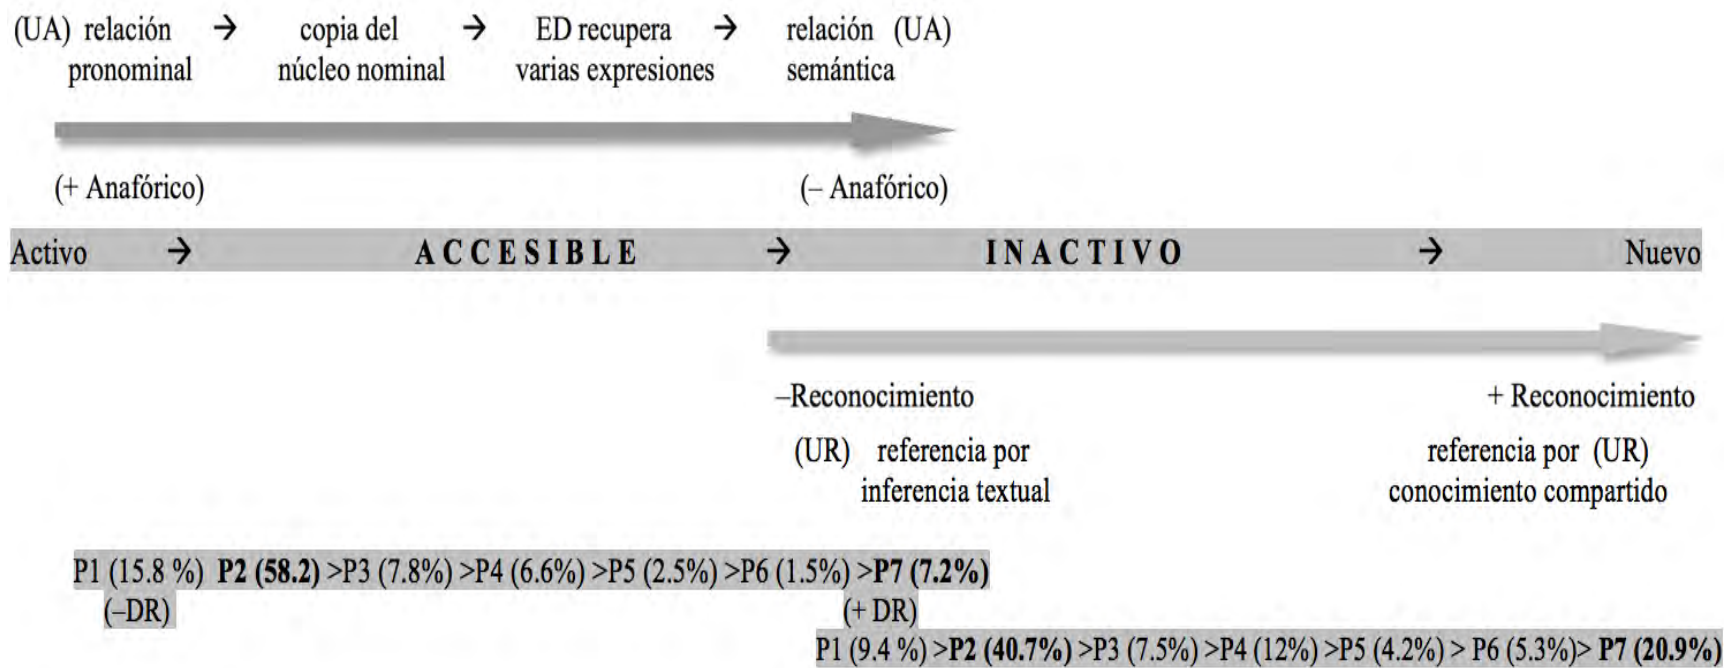 (UA) relación → copia del → ED recupera → relación (UA)
pronominal núcleo nominal varias expresiones semántica
(+ Anafórico) (– Anafórico)
Activo → ACCESIBLE → INACTIVO → Nuevo
–Reconocimiento + Reconocimiento
(UR) referencia por referencia por (UR)
inferencia textual conocimiento compartido
P1 (15.8 %) P2 (58.2) >P3 (7.8%) >P4 (6.6%) >P5 (2.5%) >P6 (1.5%) >P7 (7.2%)
(–DR) (+ DR)
P1 (9.4 %) >P2 (40.7%) >P3 (7.5%) >P4 (12%) >P5 (4.2%) > P6 (5.3%)> P7 (20.9%)